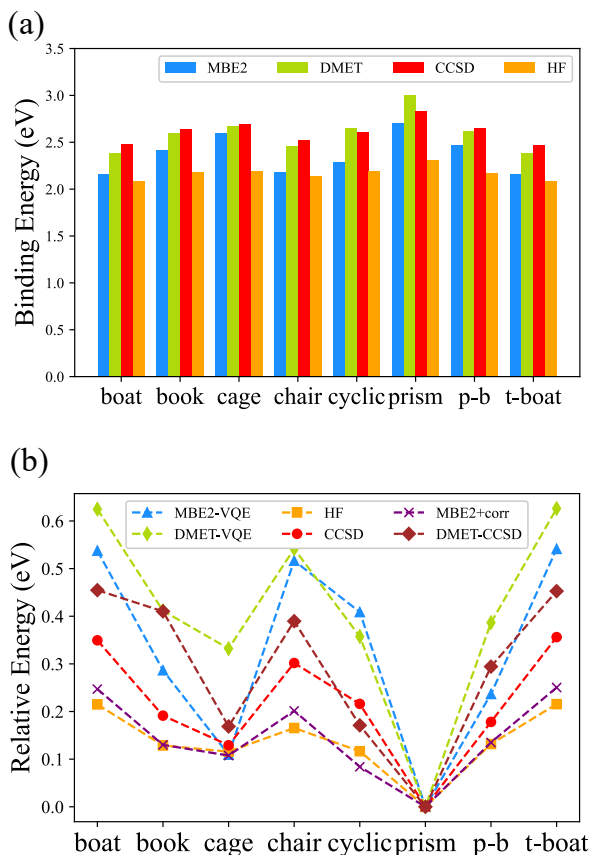 (a)
3.5
3.0
2.5
2.0
1.5
1.0
0.5
0.0
Binding Energy (eV)
MBE2 DMET CCSD HF
boat book cage chair cyclic prism p-b t-boat
(b)
0.6
0.5
0.4
0.3
0.2
0.1
0.0
Relative Energy (eV)
MBE2-VQE HF MBE2+corr
DMET-VQE CCSD DMET-CCSD
boat book cage chair cyclic prism p-b t-boat